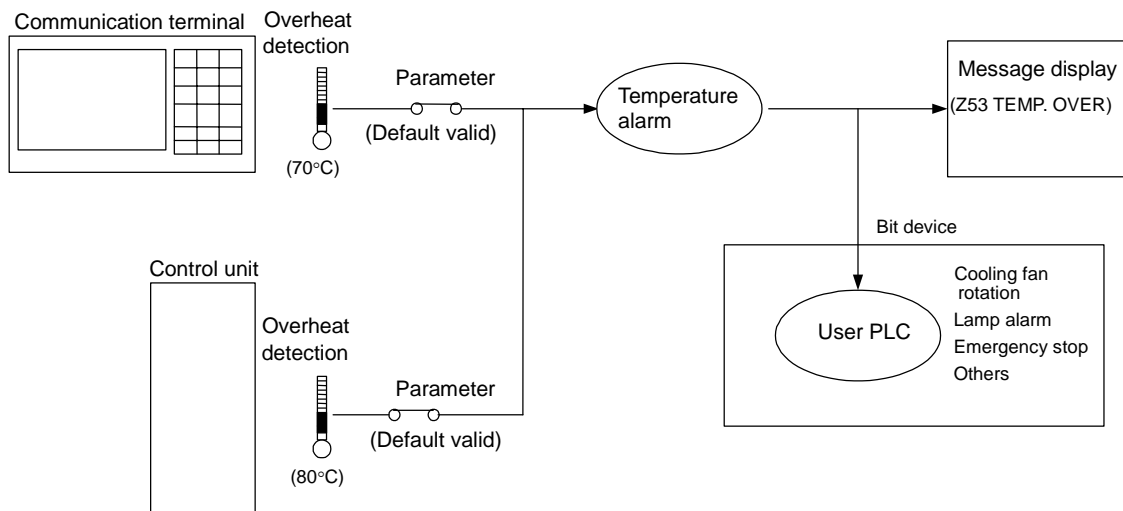 Communication terminal
Overheat
detection
Parameter
(Default valid)
(70°C)
Temperature
alarm
Message display
(Z53 TEMP. OVER)
Bit device
Control unit
Overheat
detection
Parameter
(Default valid)
(80°C)
User PLC
Cooling fan
rotation
Lamp alarm
Emergency stop
Others